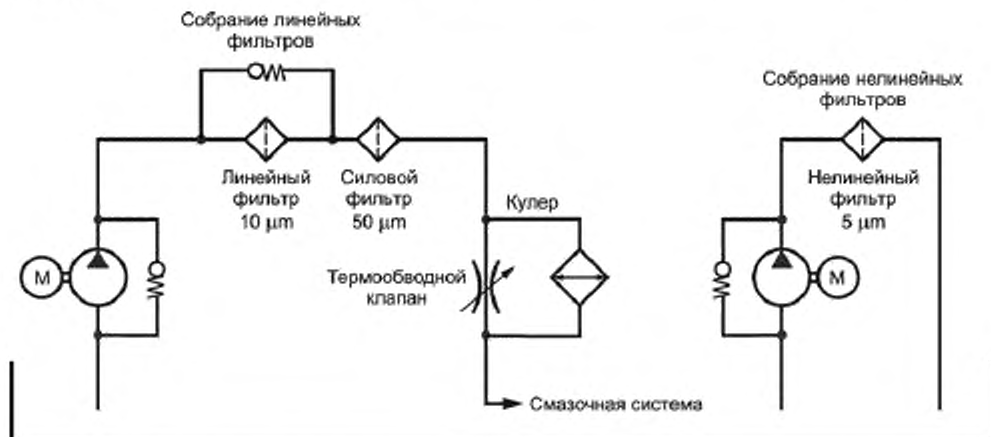 Собрание линейных
фильтров
Линейный
фильтр
10 μm
Силовой
фильтр
50 μm
Кулер
Термообводной
клапан
M
Смазочная система
Собрание нелинейных
фильтров
Нелинейный
фильтр
5 μm
M